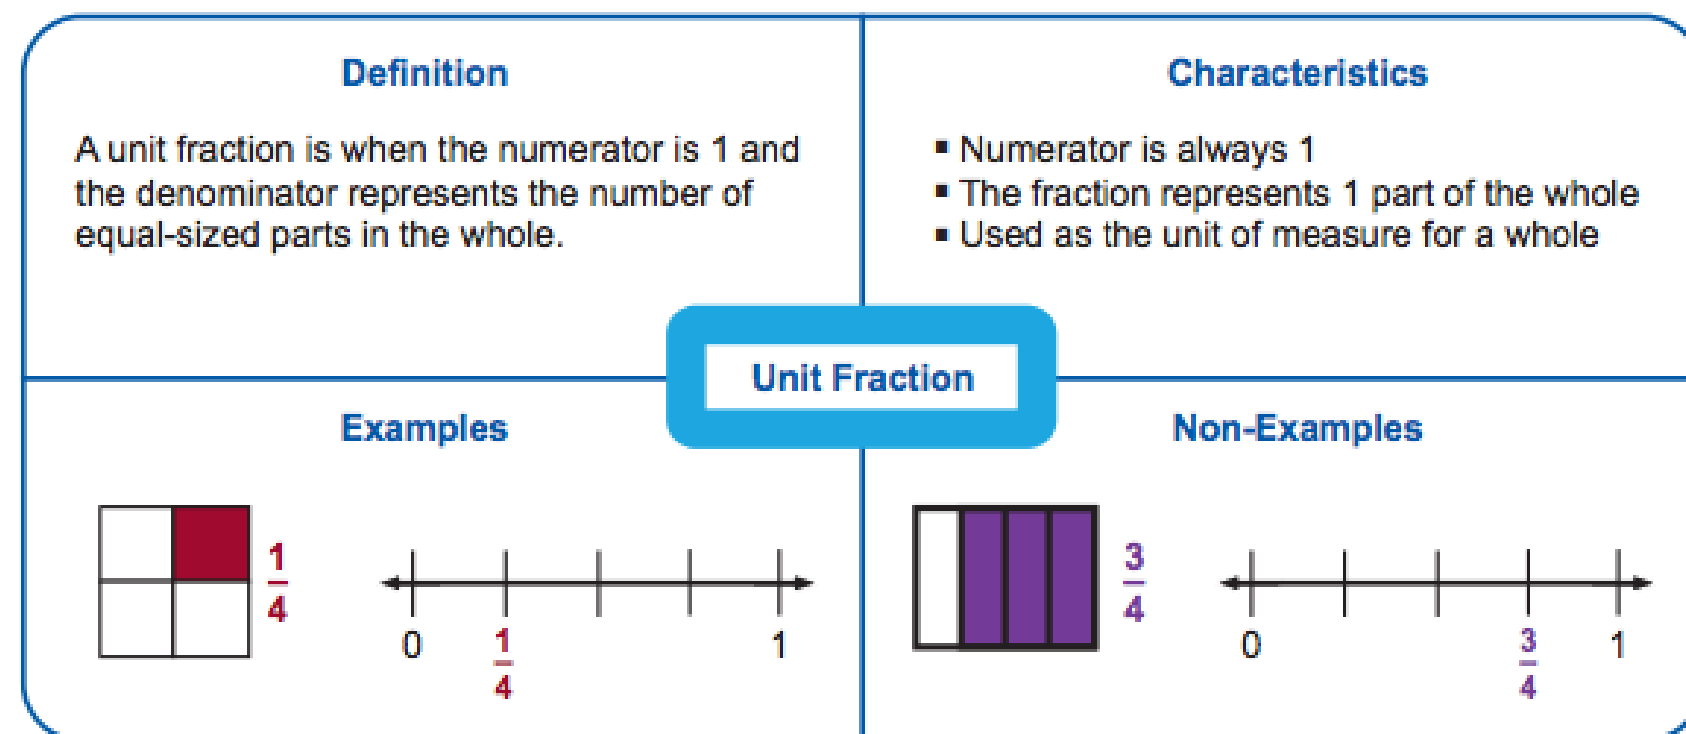 Definition
A unit fraction is when the numerator is 1 and
the denominator represents the number of
equal-sized parts in the whole.
Characteristics
▪ Numerator is always 1
▪ The fraction represents 1 part of the whole
▪ Used as the unit of measure for a whole
Unit Fraction
Examples
1
4
0
1
4
1
Non-Examples
3
4
0
3
4
1